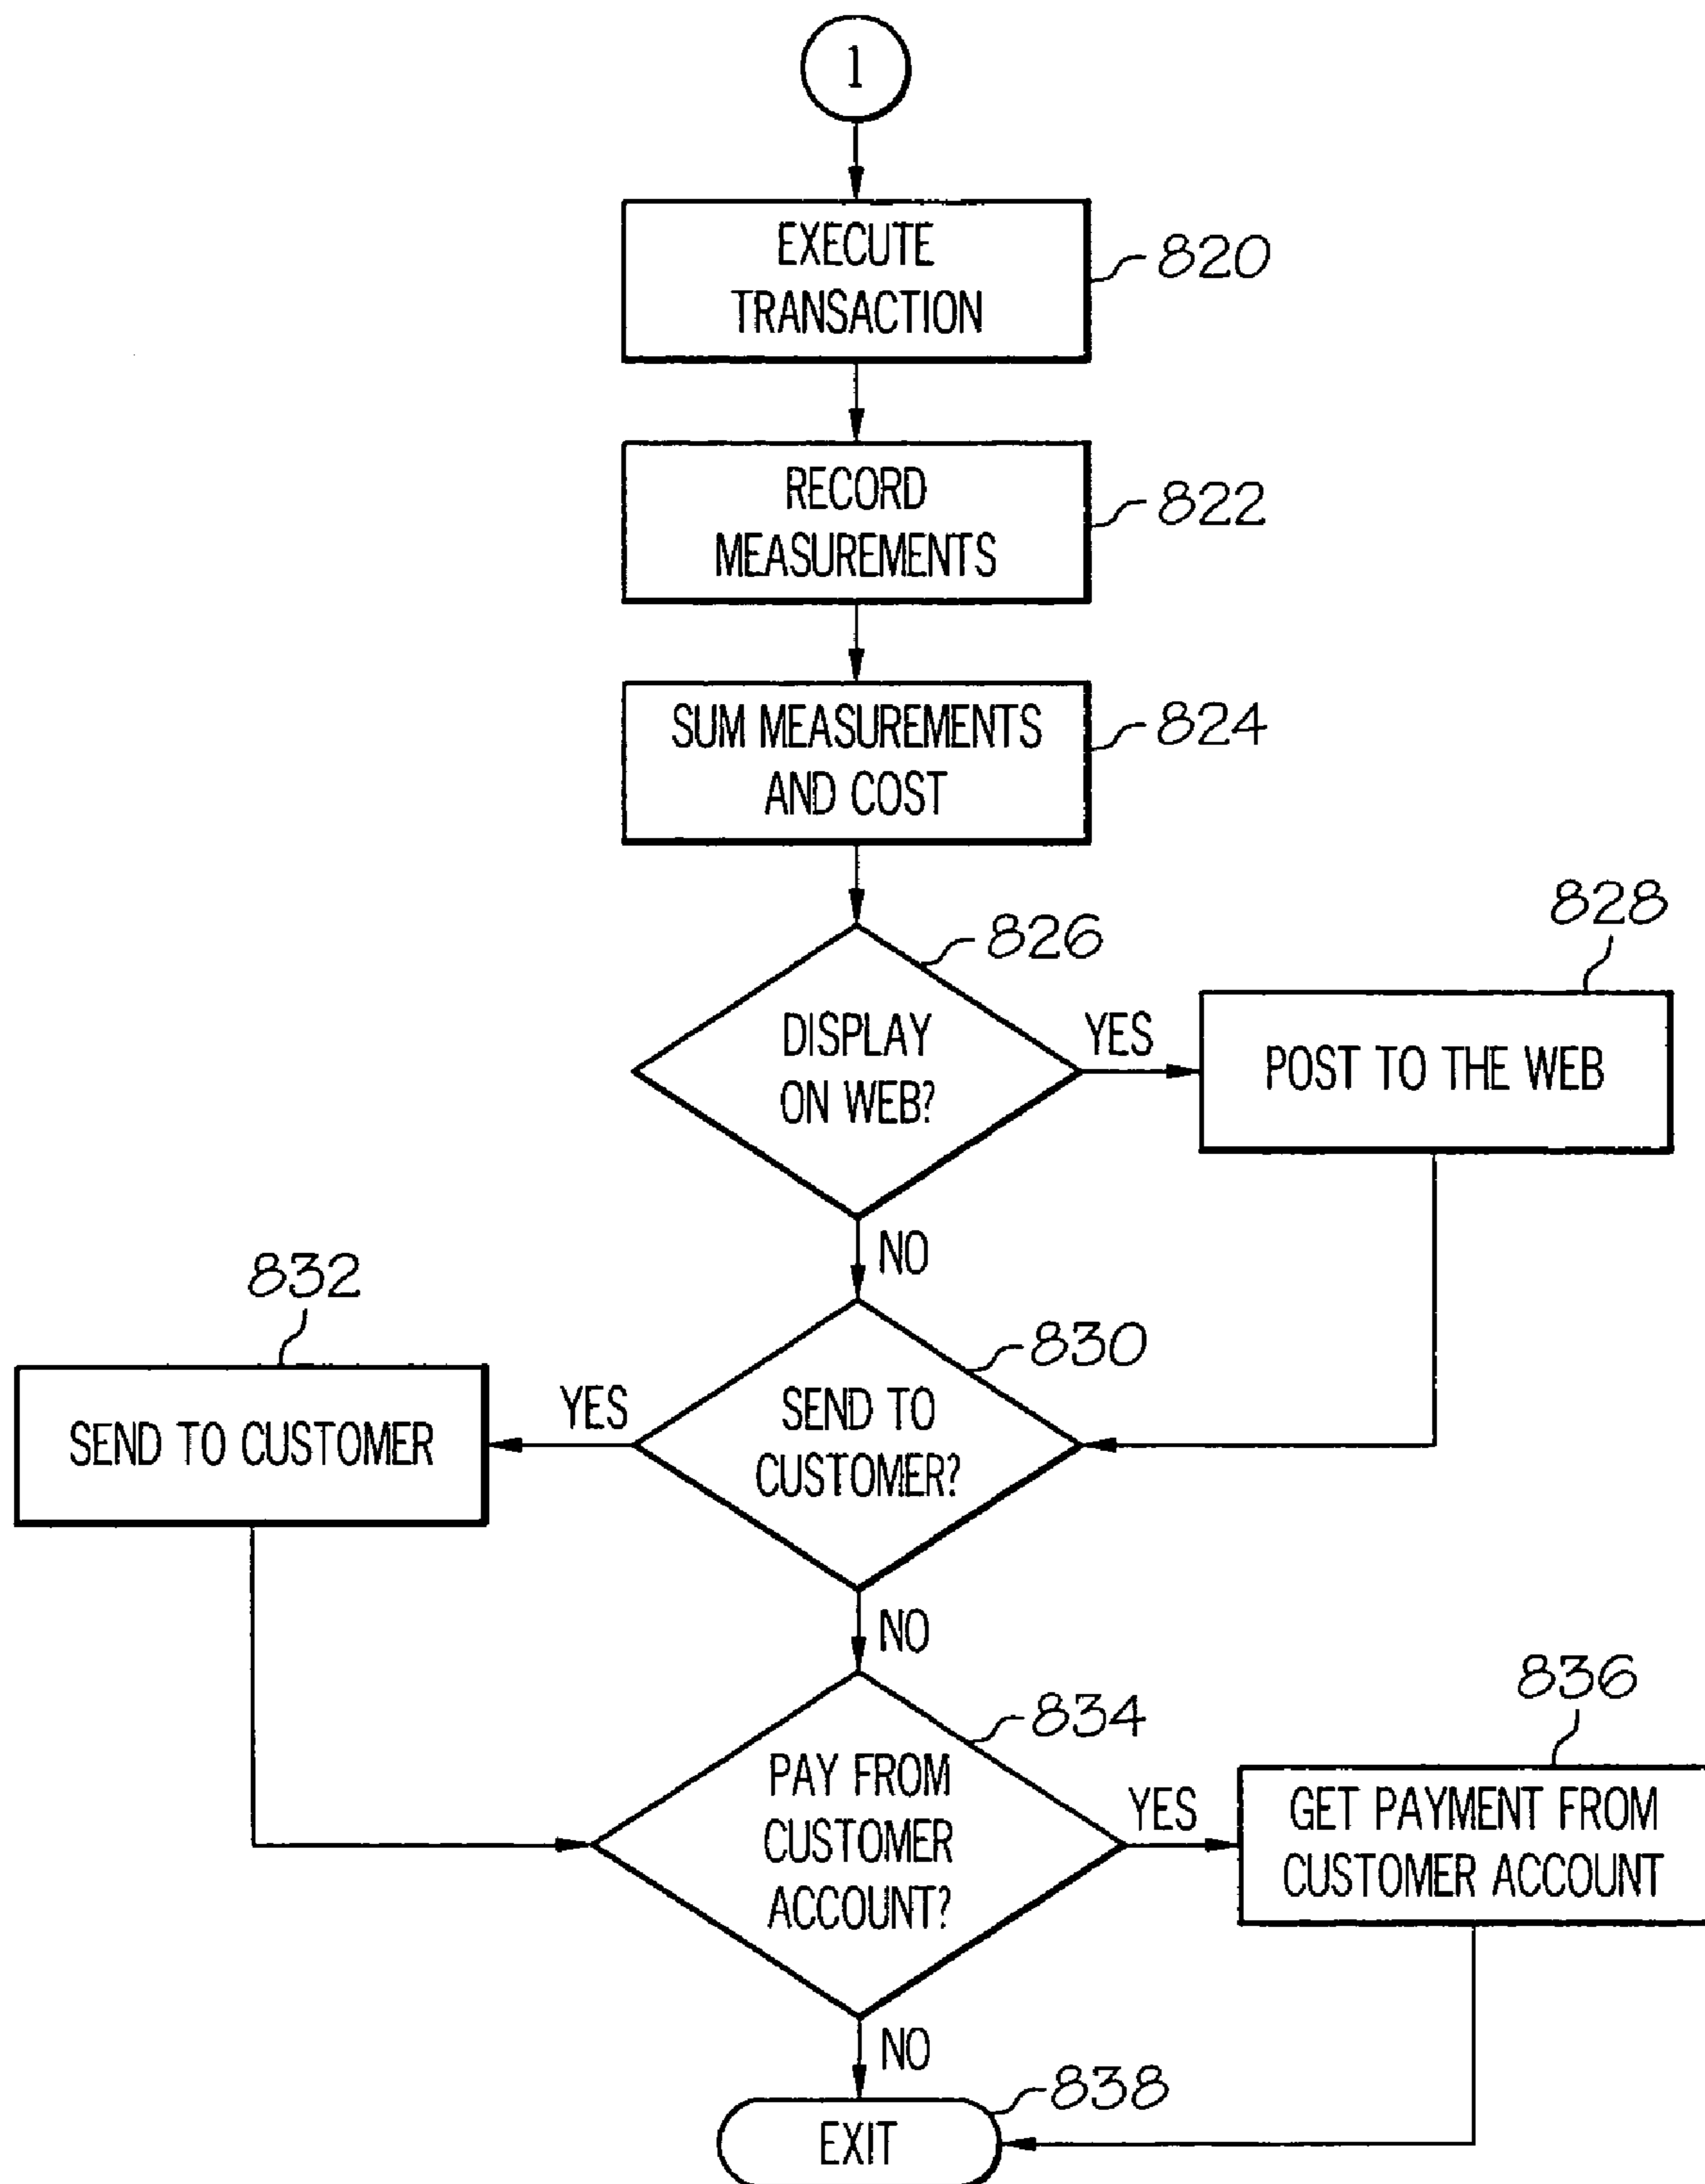 1
EXECUTE
TRANSACTION
820
RECORD
MEASUREMENTS
822
SUM MEASUREMENTS
AND COST
824
826
828
DISPLAY
ON WEB?
YES
POST TO THE WEB
NO
832
830
SEND TO CUSTOMER
YES
SEND TO
CUSTOMER?
NO
834
836
PAY FROM
CUSTOMER
ACCOUNT?
YES
GET PAYMENT FROM
CUSTOMER ACCOUNT
NO
838
EXIT